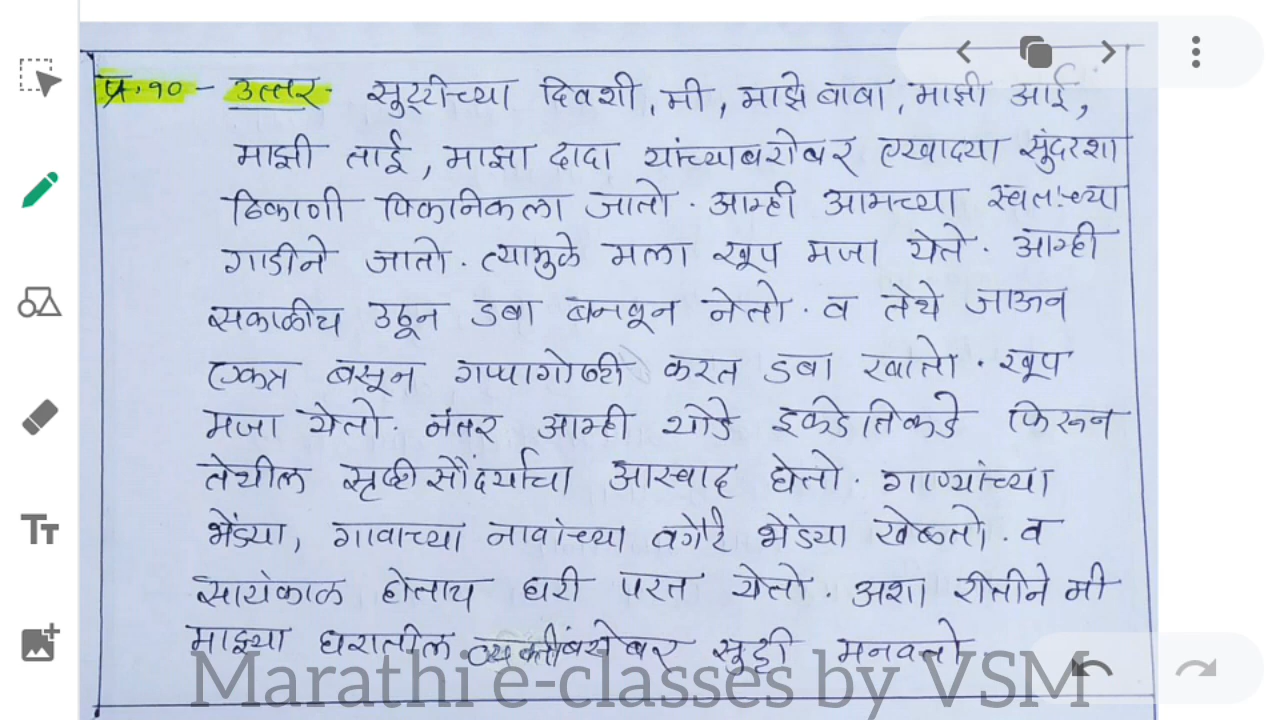 प्र.१० - उत्तर- सुट्टीच्या दिवशी, मी, माझे बाबा, माझी आई,
माझी ताई, माझा दादा यांच्याबरोबर एखादया सुंदरशा
ठिकाणी पिकनिकला जातो. आम्ही आमच्या स्वतःच्या
गाडीने जातो. त्यामुळे मला खूप मजा येते. आम्ही
सकाळीच उठून डबा बनवून नेतो. व तेथे जाऊन
एकत्र बसून गप्पागोष्टी करत डबा खातो. खूप
मजा येतो. नंतर आम्ही थोडे इकडेतिकडे फिरून
तेथील सृष्टीसौंदर्याचा आस्वाद घेतो. गाण्यांच्या
भेंड्या, गावाच्या नावांच्या वगैरे भेंड्या खेळतो. व
सायंकाळ होताच घरी परत येतो. अशा रीतीने मी
माझ्या घरातील व्यक्तींबरोबर सुट्टी मनवतो
Marathi e-classes by VSM
TT